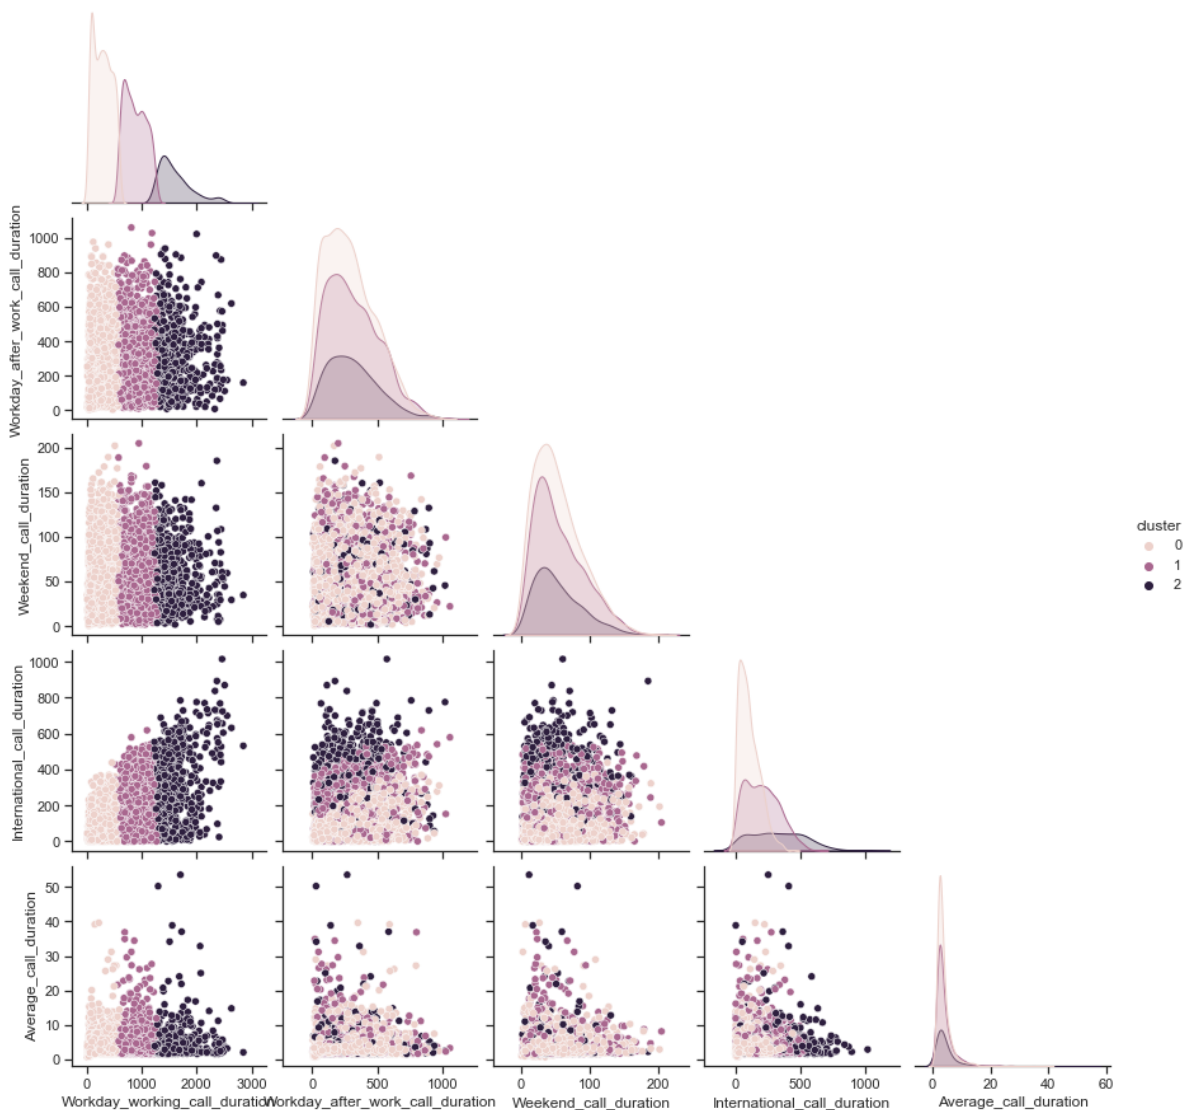 Workday_after_work_call_duration
1000
800
600
400
200
0
Weekend_call_duration
200
150
100
50
0
cluster
0
1
2
International_call_duration
1000
800
600
400
200
0
Average_call_duration
50
40
30
20
10
0
0 1000 2000 3000
0 500 1000
0 100 200
0 500 1000
0 20 40 60
Workday_working_call_duration
Workday_after_work_call_duration
Weekend_call_duration
International_call_duration
Average_call_duration